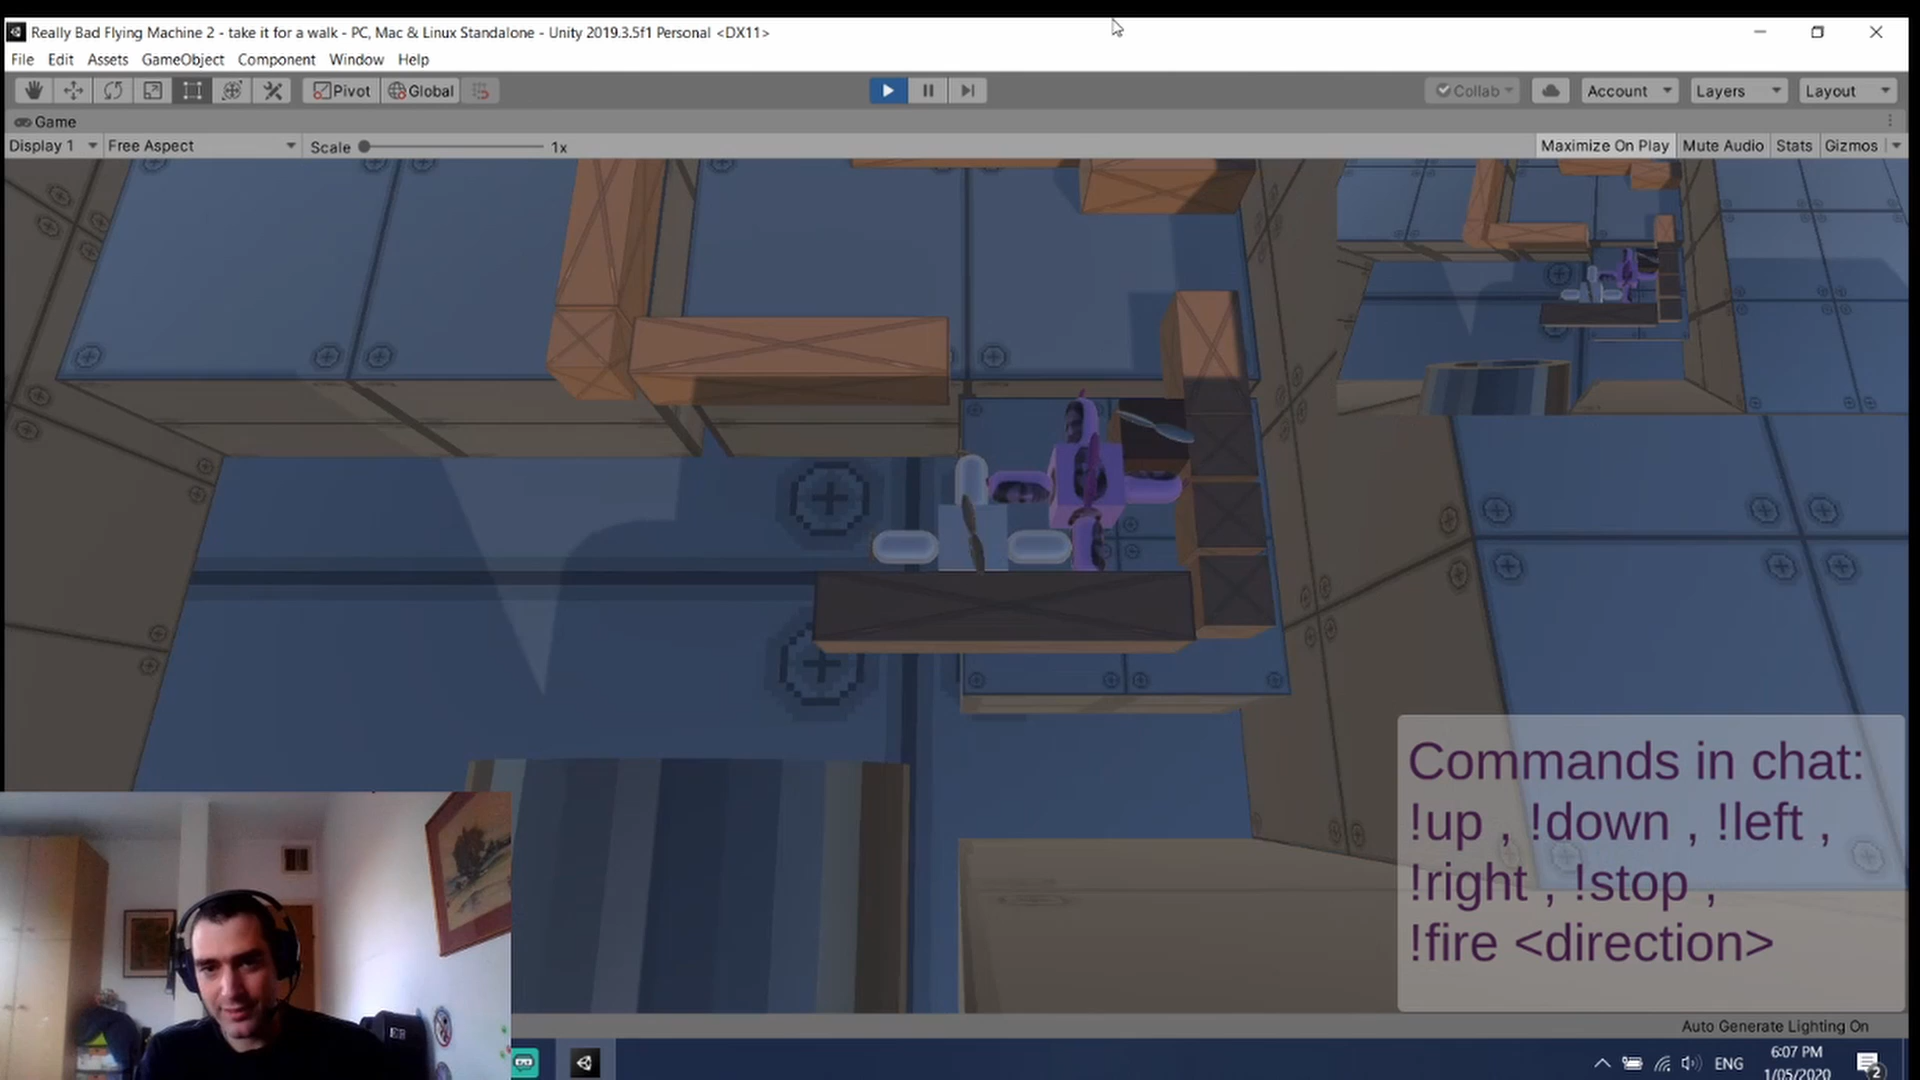 Really Bad Flying Machine 2 - take it for a walk - PC, Mac & Linux Standalone - Unity 2019.3.5f1 Personal <DX11>
File Edit Assets GameObject Component Window Help
Pivot Global Collab Account Layers Layout
Game
Display 1 Free Aspect Scale 1x Maximize On Play Mute Audio Stats Gizmos
Commands in chat:
!up , !down , !left ,
!right , !stop ,
!fire <direction>
Auto Generate Lighting On
ENG
6:07 PM
1/05/2020
2